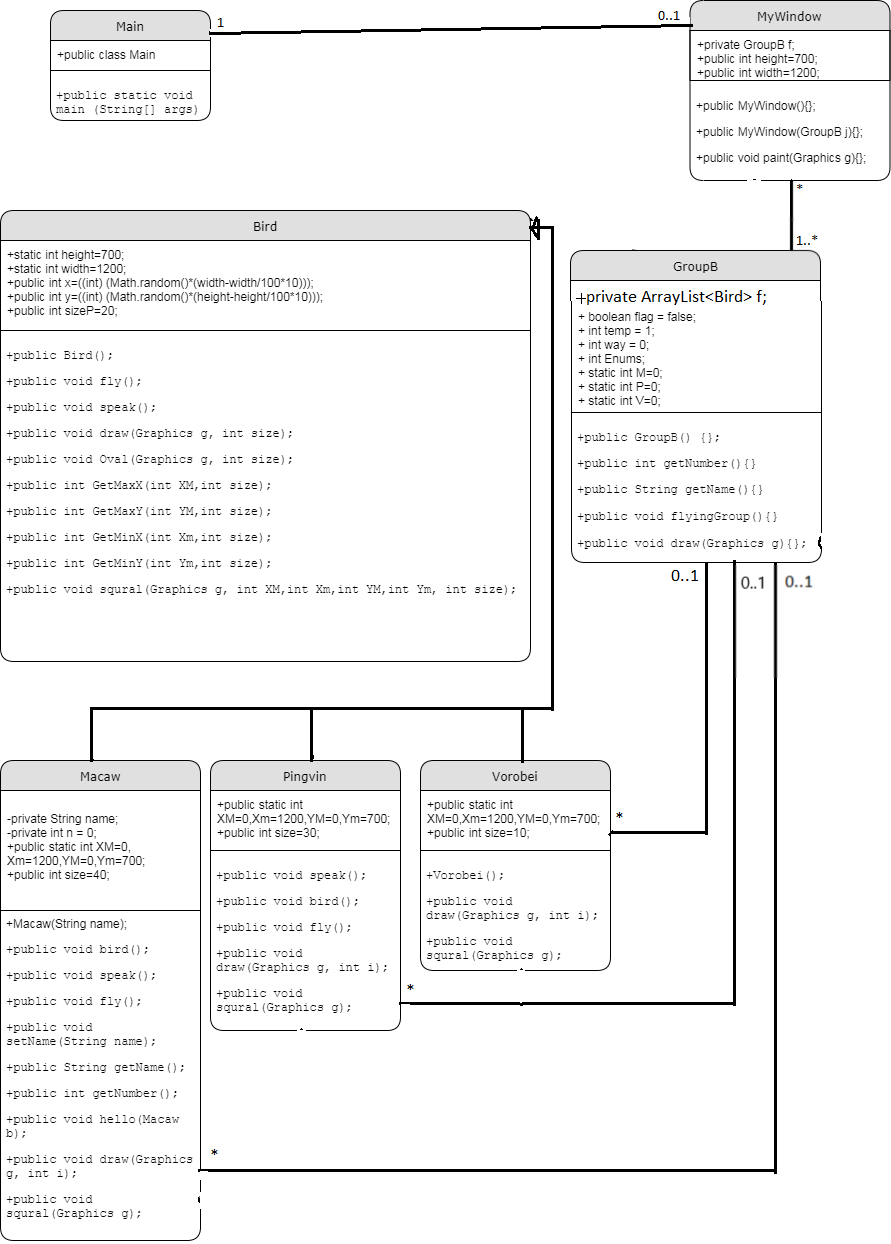 Main
+public class Main
+public static void
main (String[] args)
1
0..1
MyWindow
+private GroupB f;
+public int height=700;
+public int width=1200;
+public MyWindow(){};
+public MyWindow(GroupB j){};
+public void paint(Graphics g){};
*
1..*
Bird
+static int height=700;
+static int width=1200;
+public int x=((int) (Math.random()*(width-width/100*10)));
+public int y=((int) (Math.random()*(height-height/100*10)));
+public int sizeP=20;
+public Bird();
+public void fly();
+public void speak();
+public void draw(Graphics g, int size);
+public void Oval(Graphics g, int size);
+public int GetMaxX(int XM,int size);
+public int GetMaxY(int YM,int size);
+public int GetMinX(int Xm,int size);
+public int GetMinY(int Ym,int size);
+public void squral(Graphics g, int XM,int Xm,int YM,int Ym, int size);
GroupB
+private ArrayList<Bird> f;
+ boolean flag = false;
+ int temp = 1;
+ int way = 0;
+ int Enums;
+ static int M=0;
+ static int P=0;
+ static int V=0;
+public GroupB() {};
+public int getNumber(){}
+public String getName(){}
+public void flyingGroup(){}
+public void draw(Graphics g){};
0..1
0..1
0..1
Macaw
-private String name;
-private int n = 0;
+public static int XM=0,
Xm=1200,YM=0,Ym=700;
+public int size=40;
+Macaw(String name);
+public void bird();
+public void speak();
+public void fly();
+public void
setName(String name);
+public String getName();
+public int getNumber();
+public void hello(Macaw
b);
+public void draw(Graphics
g, int i);
+public void
squral(Graphics g);
*
Pingvin
+public static int
XM=0,Xm=1200,YM=0,Ym=700;
+public int size=30;
+public void speak();
+public void bird();
+public void fly();
+public void
draw(Graphics g, int i);
+public void
squral(Graphics g);
*
Vorobei
+public static int
XM=0,Xm=1200,YM=0,Ym=700;
+public int size=10;
+Vorobei();
+public void
draw(Graphics g, int i);
+public void
squral(Graphics g);
*